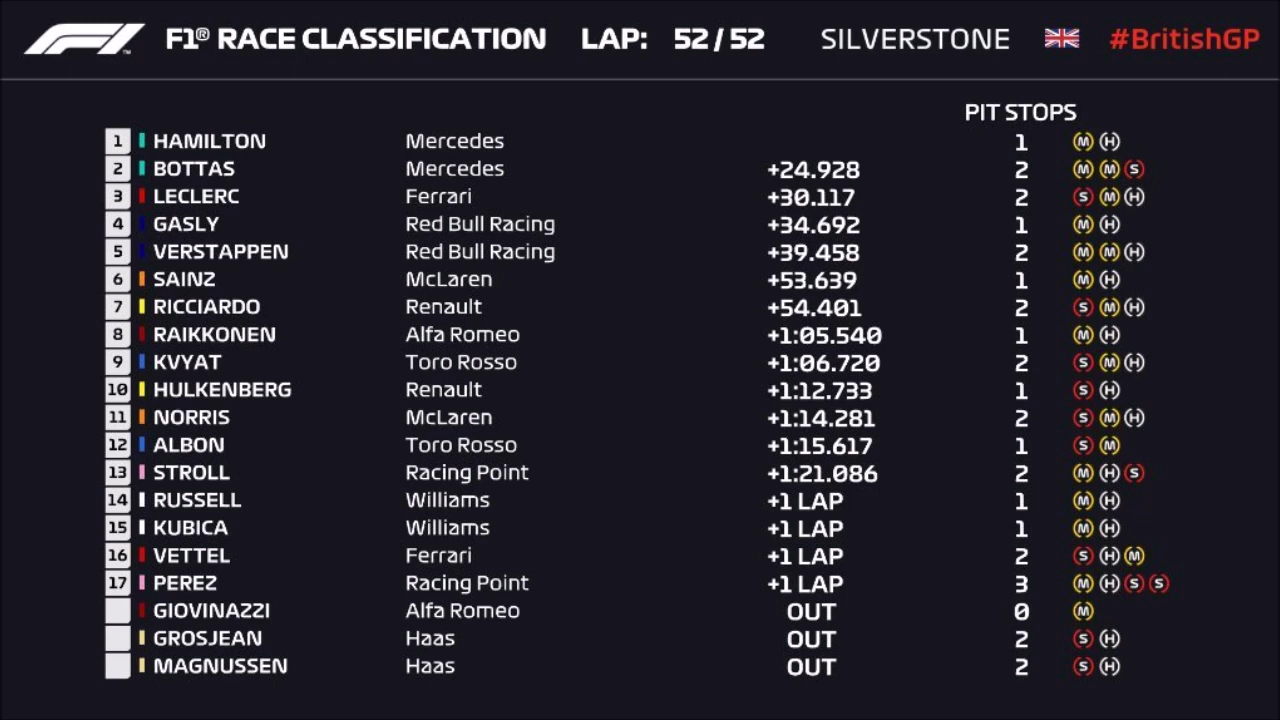 F1® RACE CLASSIFICATION LAP: 52/52 SILVERSTONE #BritishGP
PIT STOPS
1 HAMILTON Mercedes 1 M H
2 BOTTAS Mercedes +24.928 2 M M S
3 LECLERC Ferrari +30.117 2 S M H
4 GASLY Red Bull Racing +34.692 1 M H
5 VERSTAPPEN Red Bull Racing +39.458 2 M M H
6 SAINZ McLaren +53.639 1 M H
7 RICCIARDO Renault +54.401 2 S M H
8 RAIKKONEN Alfa Romeo +1:05.540 1 M H
9 KVYAT Toro Rosso +1:06.720 2 S M H
10 HULKENBERG Renault +1:12.733 1 S H
11 NORRIS McLaren +1:14.281 2 S M H
12 ALBON Toro Rosso +1:15.617 1 S M
13 STROLL Racing Point +1:21.086 2 M H S
14 RUSSELL Williams +1 LAP 1 M H
15 KUBICA Williams +1 LAP 1 M H
16 VETTEL Ferrari +1 LAP 2 S H M
17 PEREZ Racing Point +1 LAP 3 M H S S
GIOVINAZZI Alfa Romeo OUT 0 M
GROSJEAN Haas OUT 2 S H
MAGNUSSEN Haas OUT 2 S H